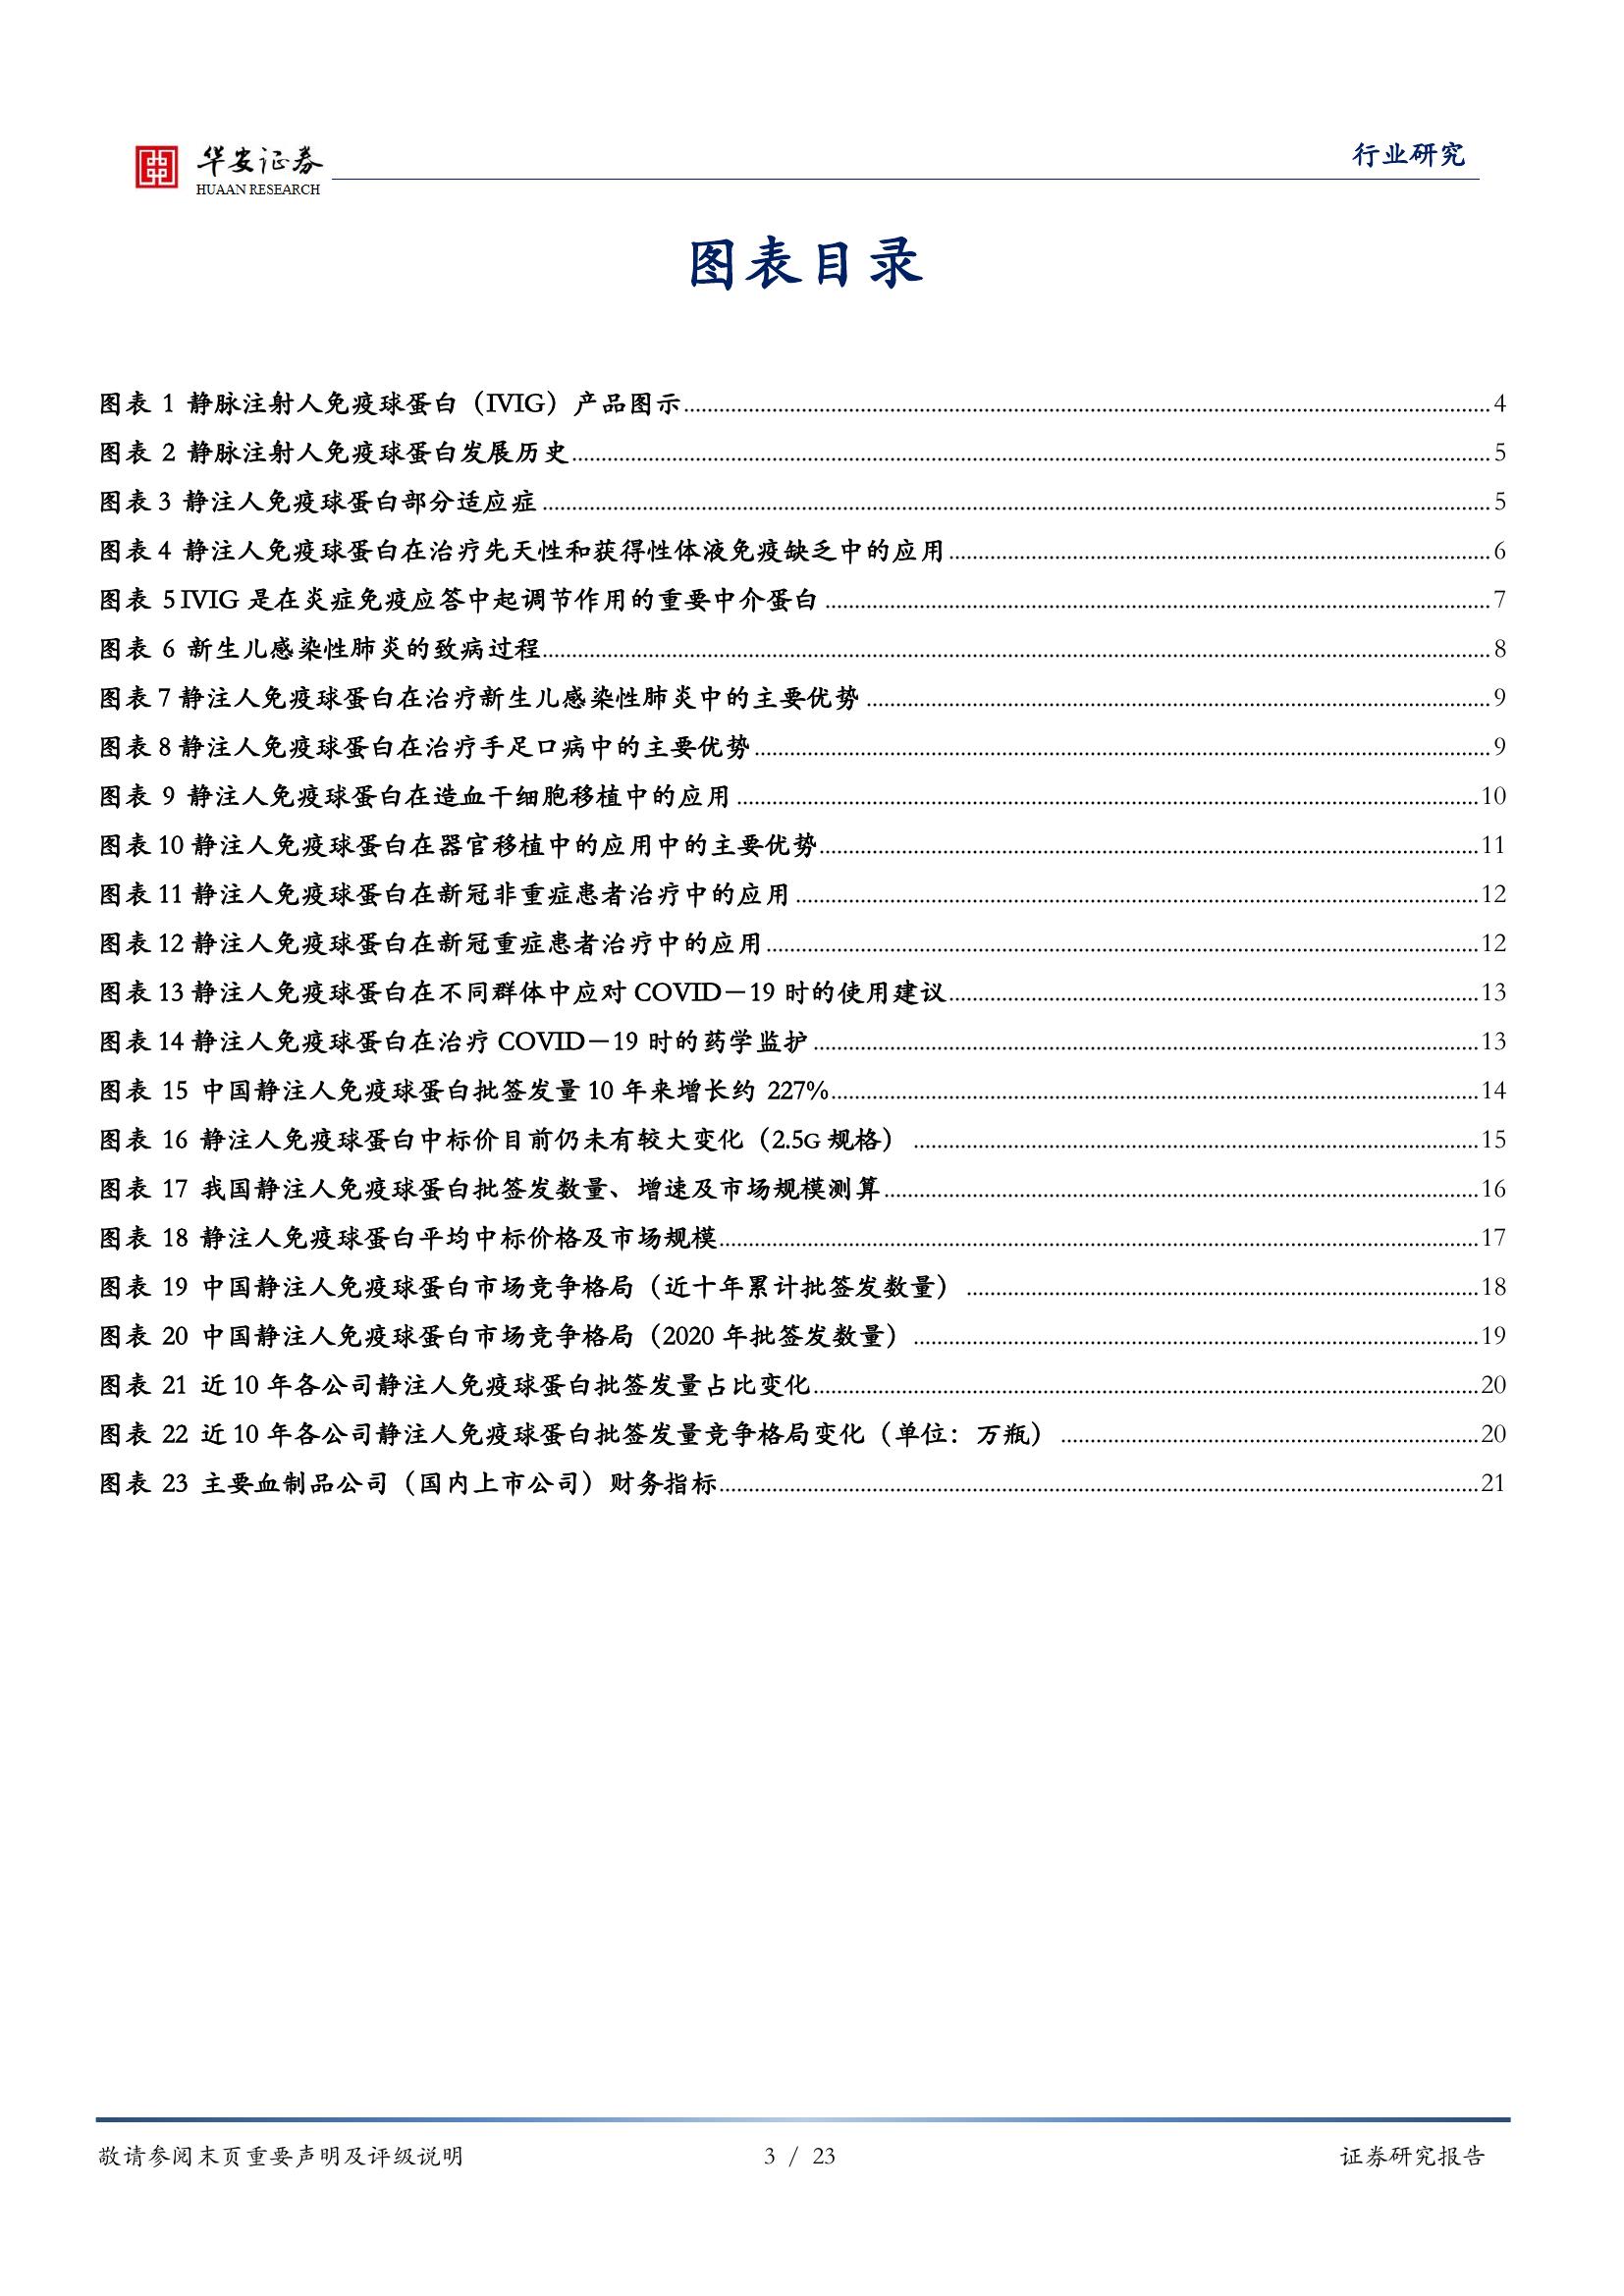 华安证券
HUAAN RESEARCH
行业研究
图表目录
图表 1 静脉注射人免疫球蛋白（IVIG）产品图示 4
图表 2 静脉注射人免疫球蛋白发展历史 5
图表 3 静注人免疫球蛋白部分适应症 5
图表 4 静注人免疫球蛋白在治疗先天性和获得性体液免疫缺乏中的应用 6
图表 5 IVIG 是在炎症免疫应答中起调节作用的重要中介蛋白 7
图表 6 新生儿感染性肺炎的致病过程 8
图表 7 静注人免疫球蛋白在治疗新生儿感染性肺炎中的主要优势 9
图表 8 静注人免疫球蛋白在治疗手足口病中的主要优势 9
图表 9 静注人免疫球蛋白在造血干细胞移植中的应用 10
图表 10 静注人免疫球蛋白在器官移植中的应用中的主要优势 11
图表 11 静注人免疫球蛋白在新冠非重症患者治疗中的应用 12
图表 12 静注人免疫球蛋白在新冠重症患者治疗中的应用 12
图表 13 静注人免疫球蛋白在不同群体中应对 COVID－19 时的使用建议 13
图表 14 静注人免疫球蛋白在治疗 COVID－19 时的药学监护 13
图表 15 中国静注人免疫球蛋白批签发量 10 年来增长约 227% 14
图表 16 静注人免疫球蛋白中标价目前仍未有较大变化（2.5G 规格） 15
图表 17 我国静注人免疫球蛋白批签发数量、增速及市场规模测算 16
图表 18 静注人免疫球蛋白平均中标价格及市场规模 17
图表 19 中国静注人免疫球蛋白市场竞争格局（近十年累计批签发数量） 18
图表 20 中国静注人免疫球蛋白市场竞争格局（2020 年批签发数量） 19
图表 21 近 10 年各公司静注人免疫球蛋白批签发量占比变化 20
图表 22 近 10 年各公司静注人免疫球蛋白批签发量竞争格局变化（单位：万瓶） 20
图表 23 主要血制品公司（国内上市公司）财务指标 21
敬请参阅末页重要声明及评级说明
3 / 23
证券研究报告